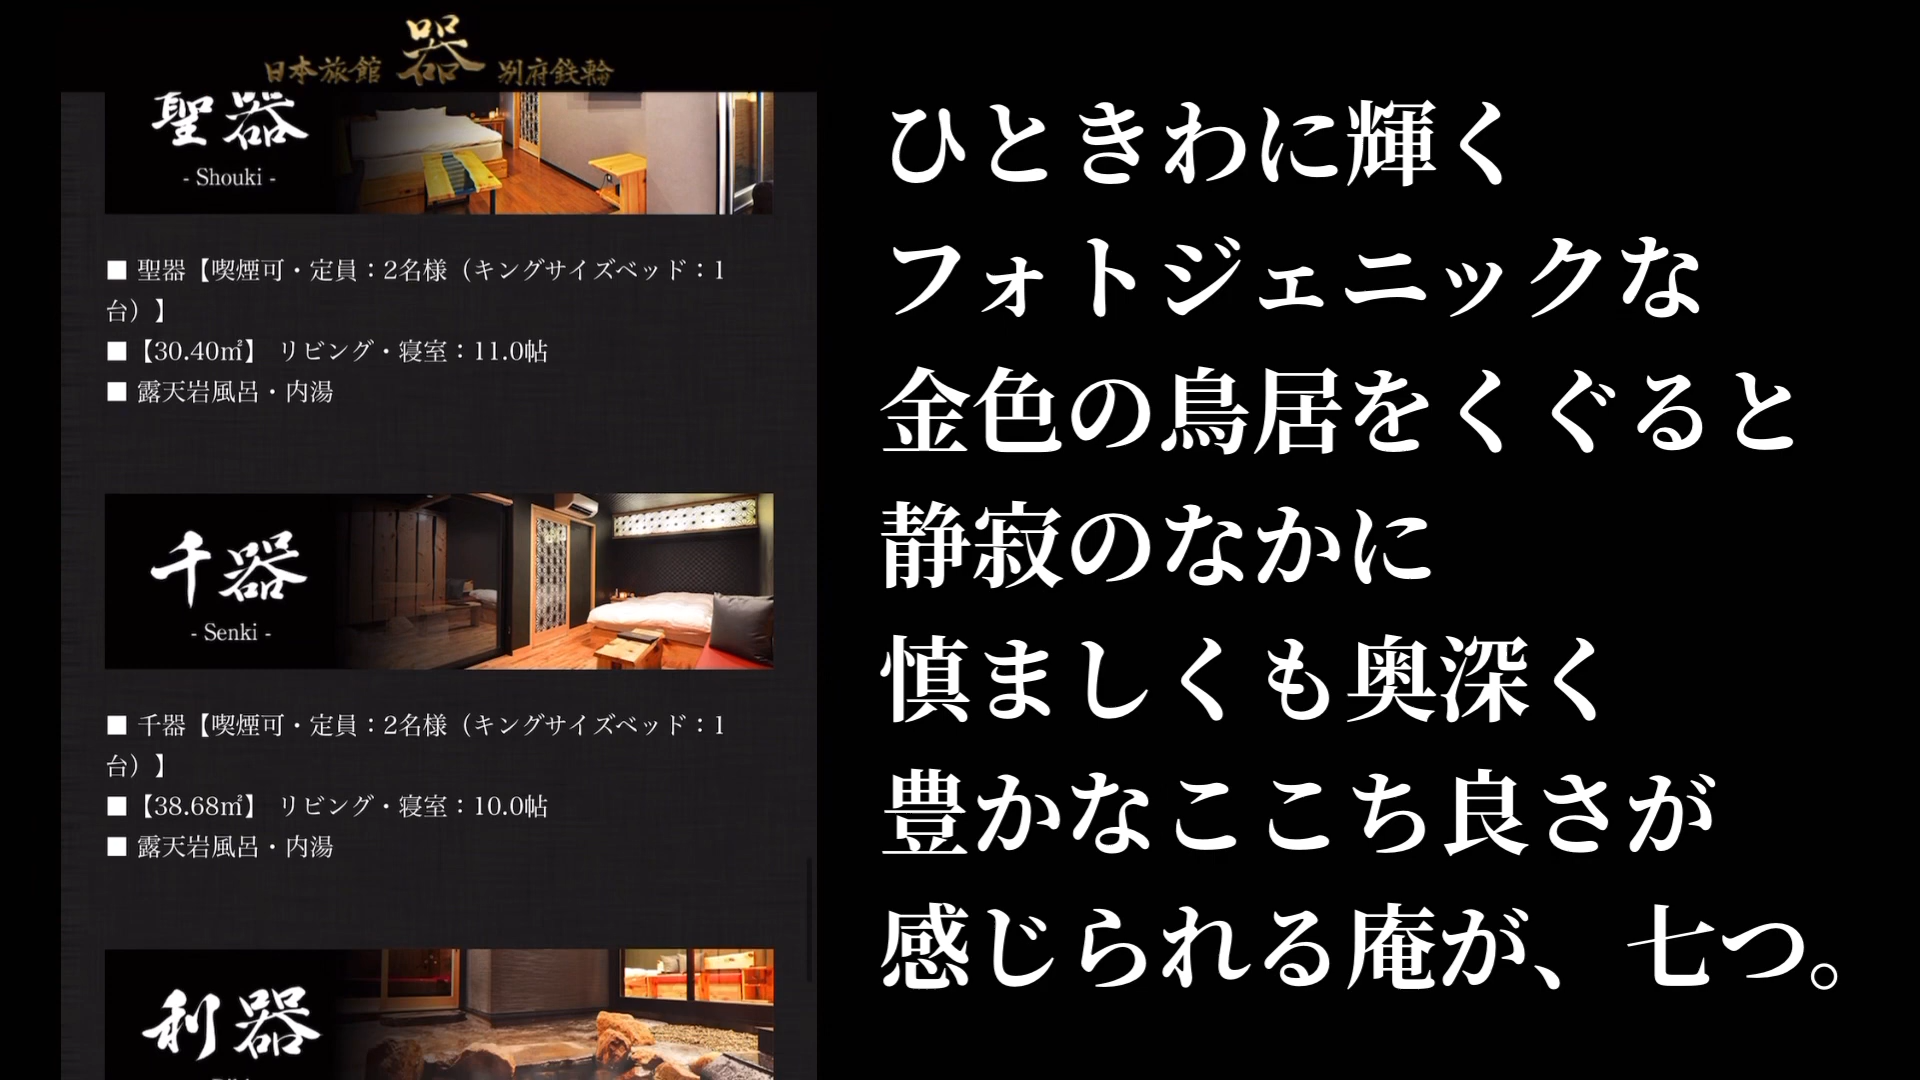 日本旅館 器 別府鉄輪
聖器
- Shouki -
■ 聖器【喫煙可・定員：2名様（キングサイズベッド：1
台）】
■【30.40㎡】 リビング・寝室：11.0帖
■ 露天岩風呂・内湯
千器
- Senki -
■ 千器【喫煙可・定員：2名様（キングサイズベッド：1
台）】
■【38.68㎡】 リビング・寝室：10.0帖
■ 露天岩風呂・内湯
利器
ひときわに輝く
フォトジェニックな
金色の鳥居をくぐると
静寂のなかに
慎ましくも奥深く
豊かなここち良さが
感じられる庵が、七つ。